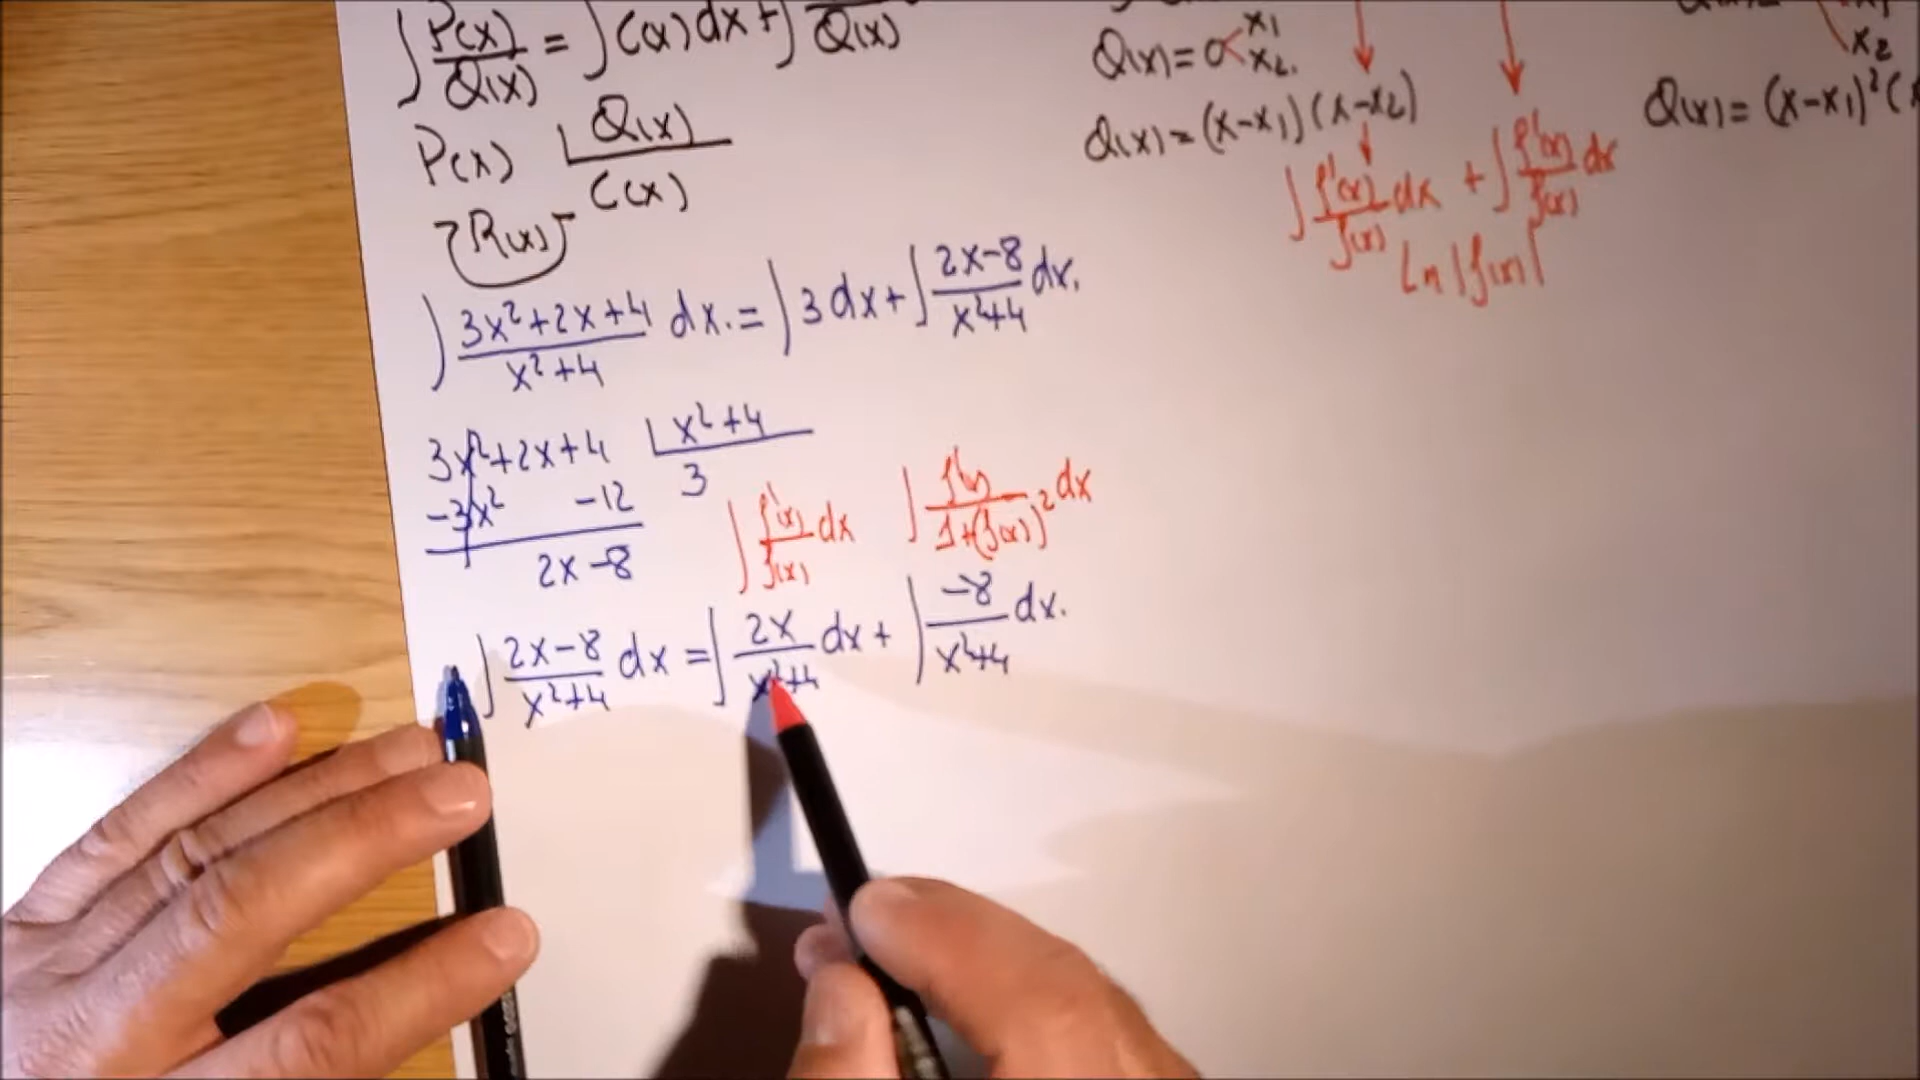 ∫ P(x)/Q(x) = ∫ C(x) dx + ∫ /Q(x)
P(x) | Q(x)
C(x)
R(x)
∫ (3x²+2x+4)/(x²+4) dx. = ∫ 3 dx + ∫ (2x-8)/(x²+4) dx.
3x²+2x+4 | x²+4
-3x² -12 3
2x-8
∫ f'(x)/f(x) dx ∫ f'(x)/(1+(f(x))²) dx
∫ (2x-8)/(x²+4) dx = ∫ 2x/(x²+4) dx + ∫ -8/(x²+4) dx.
Q(x) = α < x1 x2.
Q(x) = (x-x1)(x-x2)
∫ f'(x)/f(x) dx + ∫ f'(x)/f(x) dx
Ln |f(x)|
x2
Q(x) = (x-x1)²(